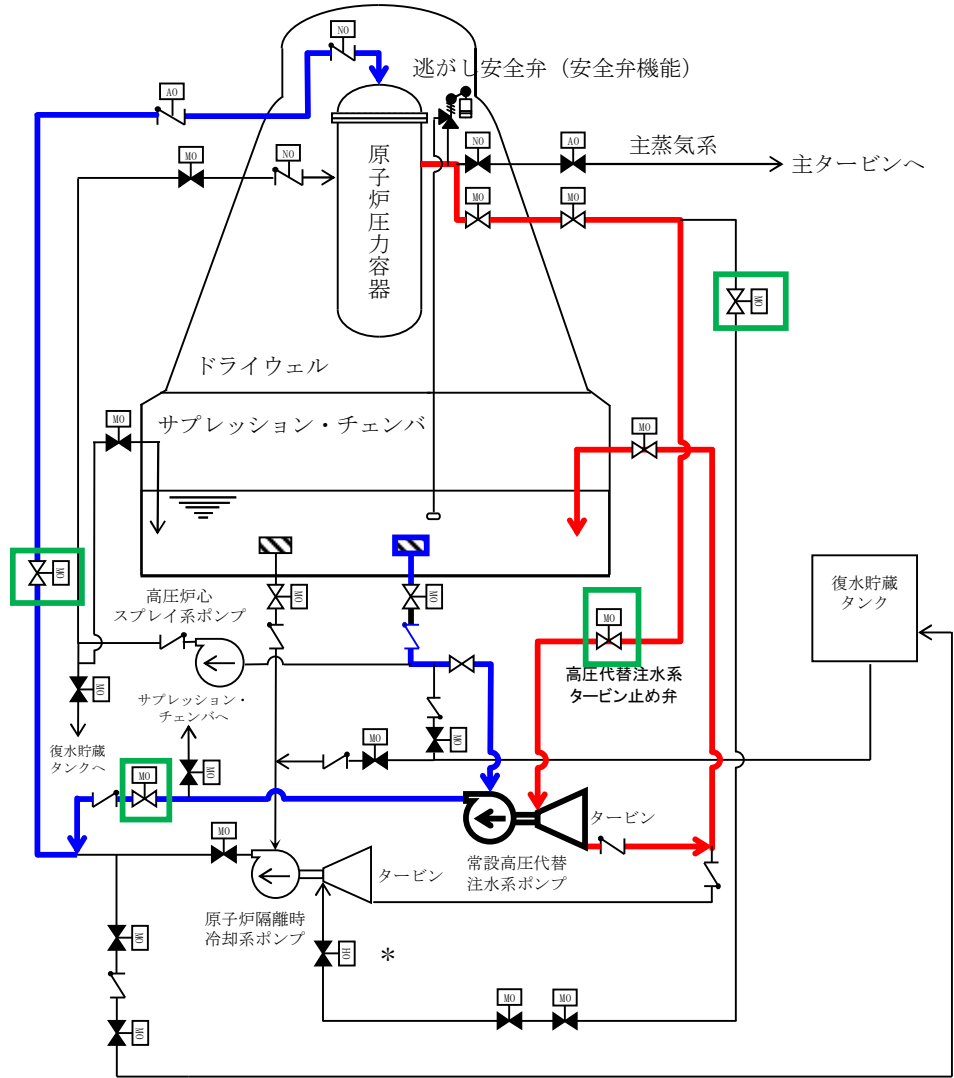 NO
逃がし安全弁（安全弁機能）
AO
NO
AO
主蒸気系
主タービンへ
MO
NO
原子炉圧力容器
MO
MO
MO
ドライウェル
サプレッション・チェンバ
MO
MO
MO
高圧炉心
スプレイ系ポンプ
MO
MO
MO
復水貯蔵
タンク
高圧代替注水系
タービン止め弁
MO
サプレッション・
チェンバへ
復水貯蔵
タンクへ
MO
MO
MO
MO
タービン
常設高圧代替
注水系ポンプ
MO
タービン
原子炉隔離時
冷却系ポンプ
HO
＊
MO
MO
MO
MO